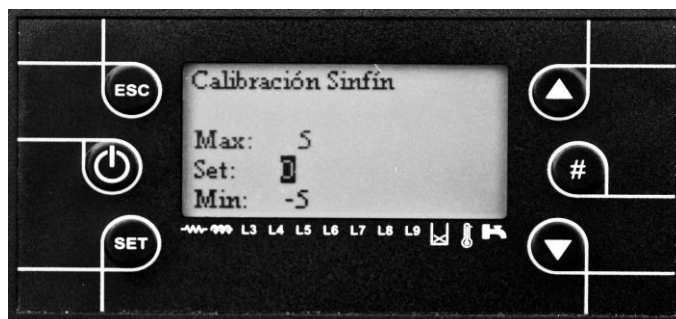 ESC
SET
Calibración Sinfín
Max: 5
Set: 0
Min: -5
L3 L4 L5 L6 L7 L8 L9
#